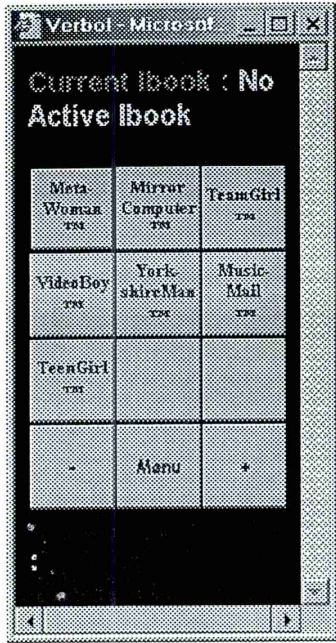 Verbol - Microsof...
Current Ibook : No
Active Ibook
Meta-
Woman
TM
Mirror
Computer
TM
TeamGirl
TM
VideoBoy
TM
York-
shireMan
TM
Music-
Mail
TM
TeenGirl
TM
-
Menu
+